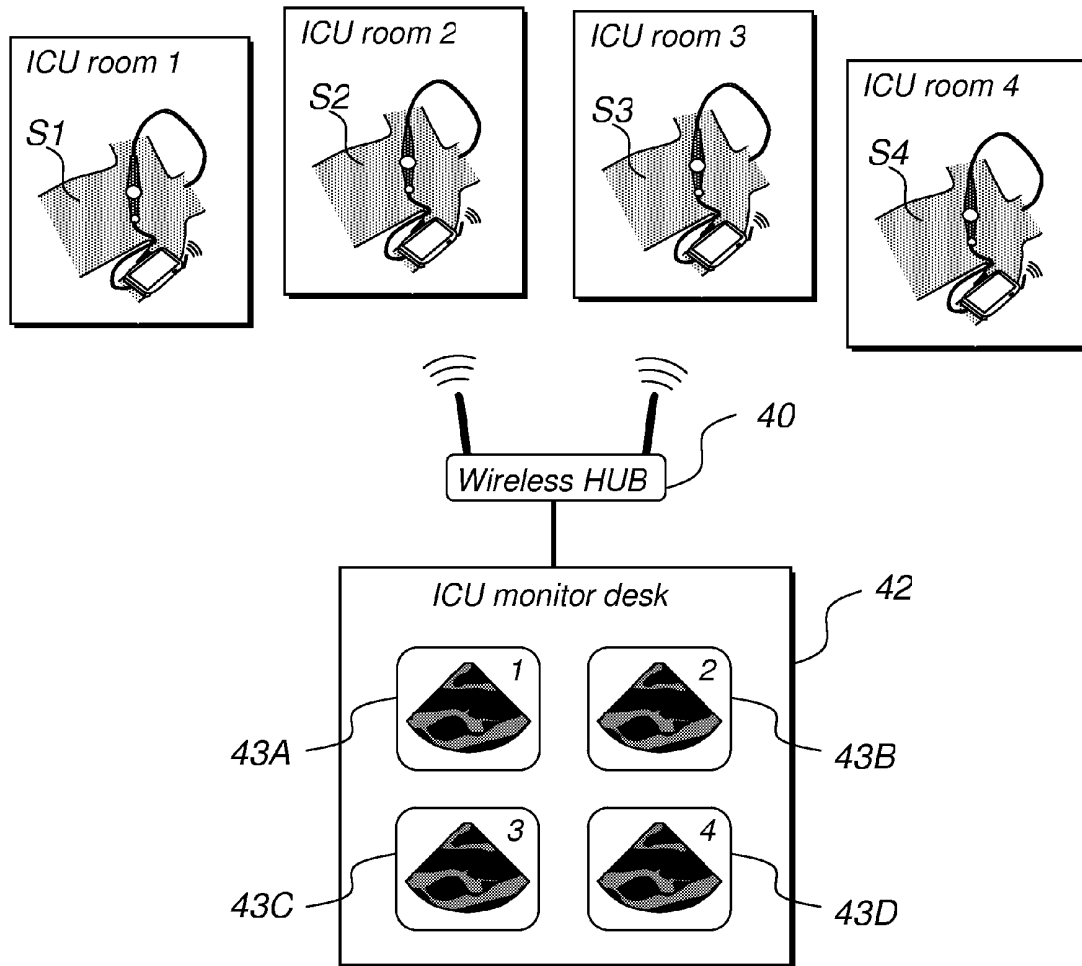 ICU room 1
ICU room 2
ICU room 3
ICU room 4
S1
S2
S3
S4
40
Wireless HUB
ICU monitor desk
42
1
2
43A
43B
3
4
43C
43D